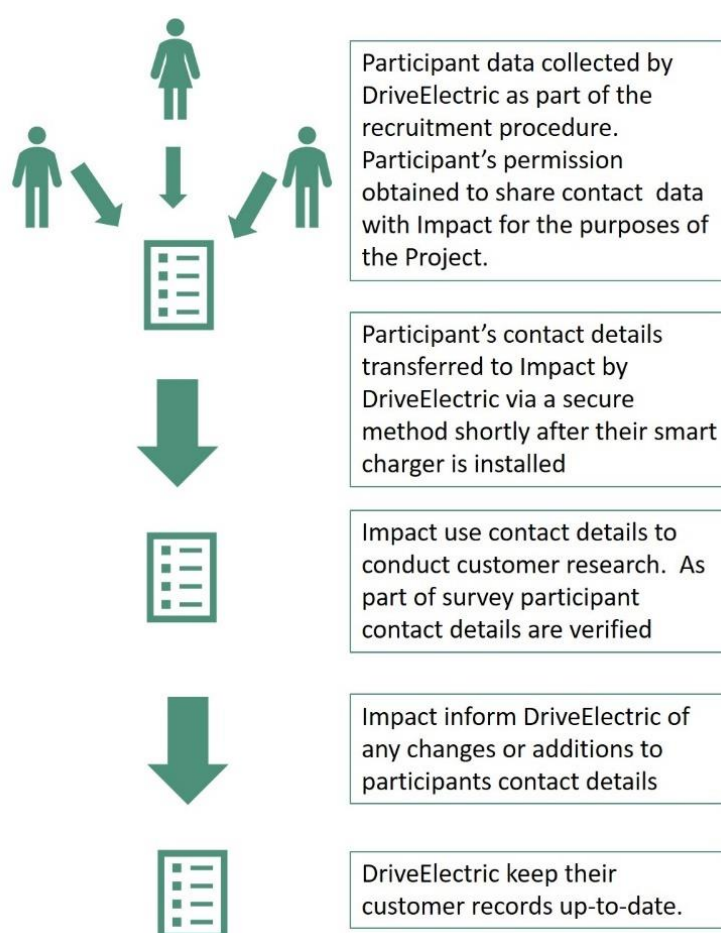 Participant data collected by
DriveElectric as part of the
recruitment procedure.
Participant's permission
obtained to share contact  data
with Impact for the purposes of
the Project.
Participant's contact details
transferred to Impact by
DriveElectric via a secure
method shortly after their smart
charger is installed
Impact use contact details to
conduct customer research.  As
part of survey participant
contact details are verified
Impact inform DriveElectric of
any changes or additions to
participants contact details
DriveElectric keep their
customer records up-to-date.